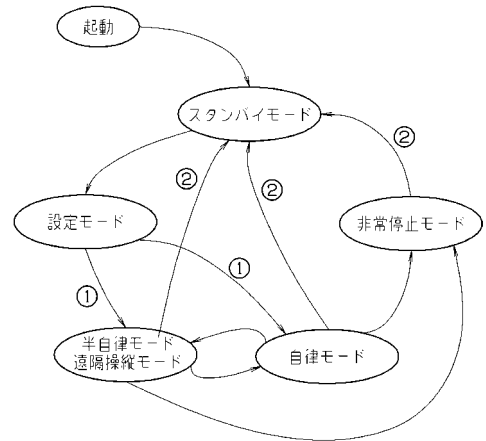 起動
スタンバイモード
②
②
②
設定モード
非常停止モード
①
①
半自律モード
遠隔操縦モード
自律モード